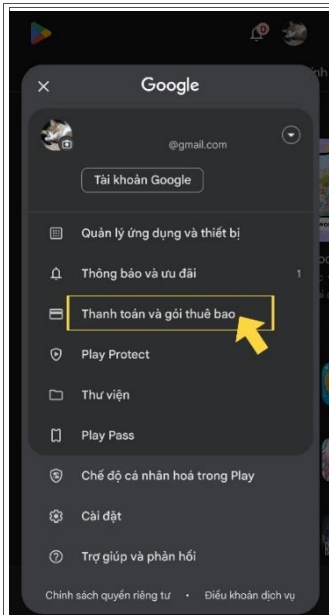 Google
@gmail.com
Tài khoản Google
Quản lý ứng dụng và thiết bị
Thông báo và ưu đãi 1
Thanh toán và gói thuê bao
Play Protect
Thư viện
Play Pass
Chế độ cá nhân hoá trong Play
Cài đặt
Trợ giúp và phản hồi
Chính sách quyền riêng tư • Điều khoản dịch vụ